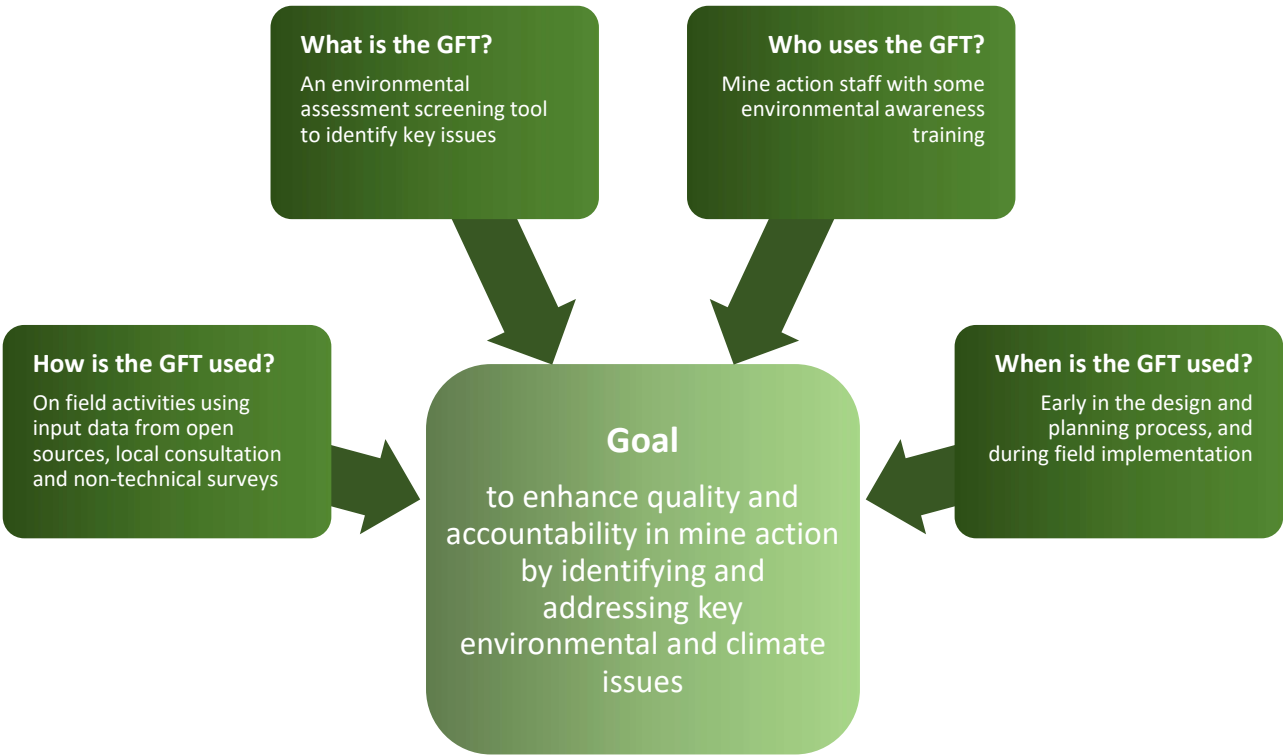 What is the GFT?
An environmental
assessment screening tool
to identify key issues
Who uses the GFT?
Mine action staff with some
environmental awareness
training
How is the GFT used?
On field activities using
input data from open
sources, local consultation
and non-technical surveys
When is the GFT used?
Early in the design and
planning process, and
during field implementation
Goal
to enhance quality and
accountability in mine action
by identifying and
addressing key
environmental and climate
issues